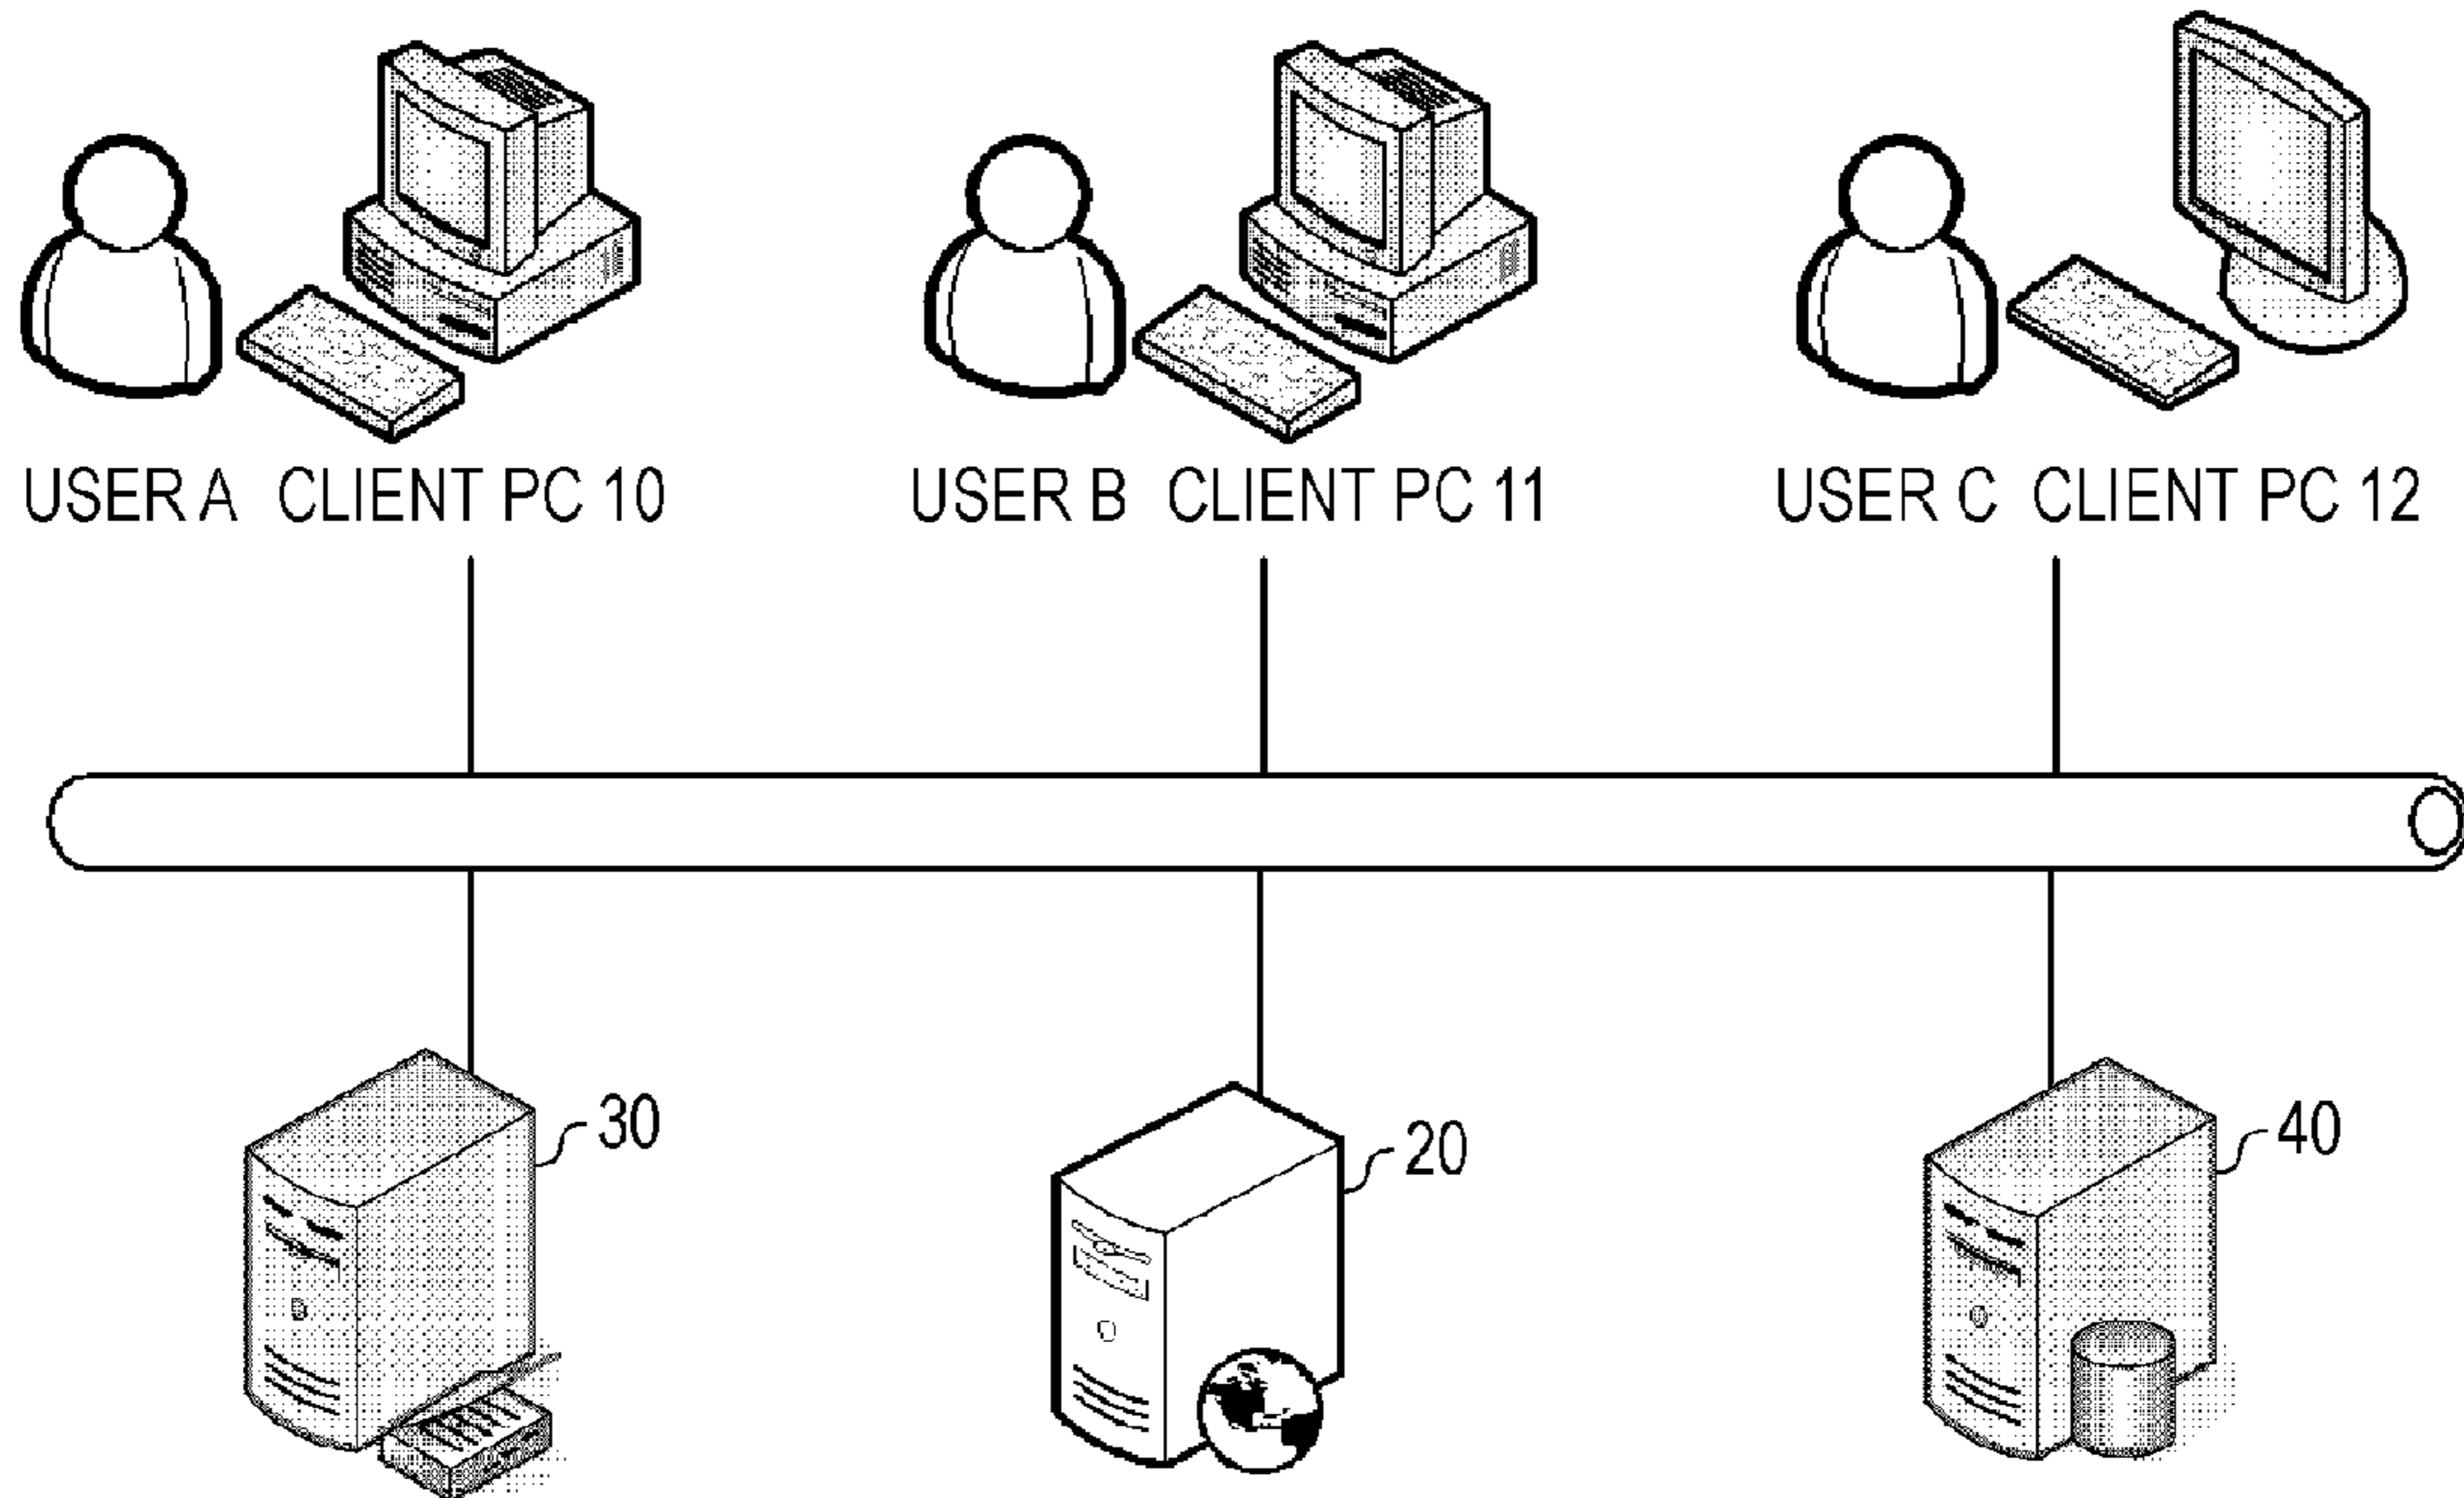 USER A CLIENT PC 10
USER B CLIENT PC 11
USER C CLIENT PC 12
30
20
40